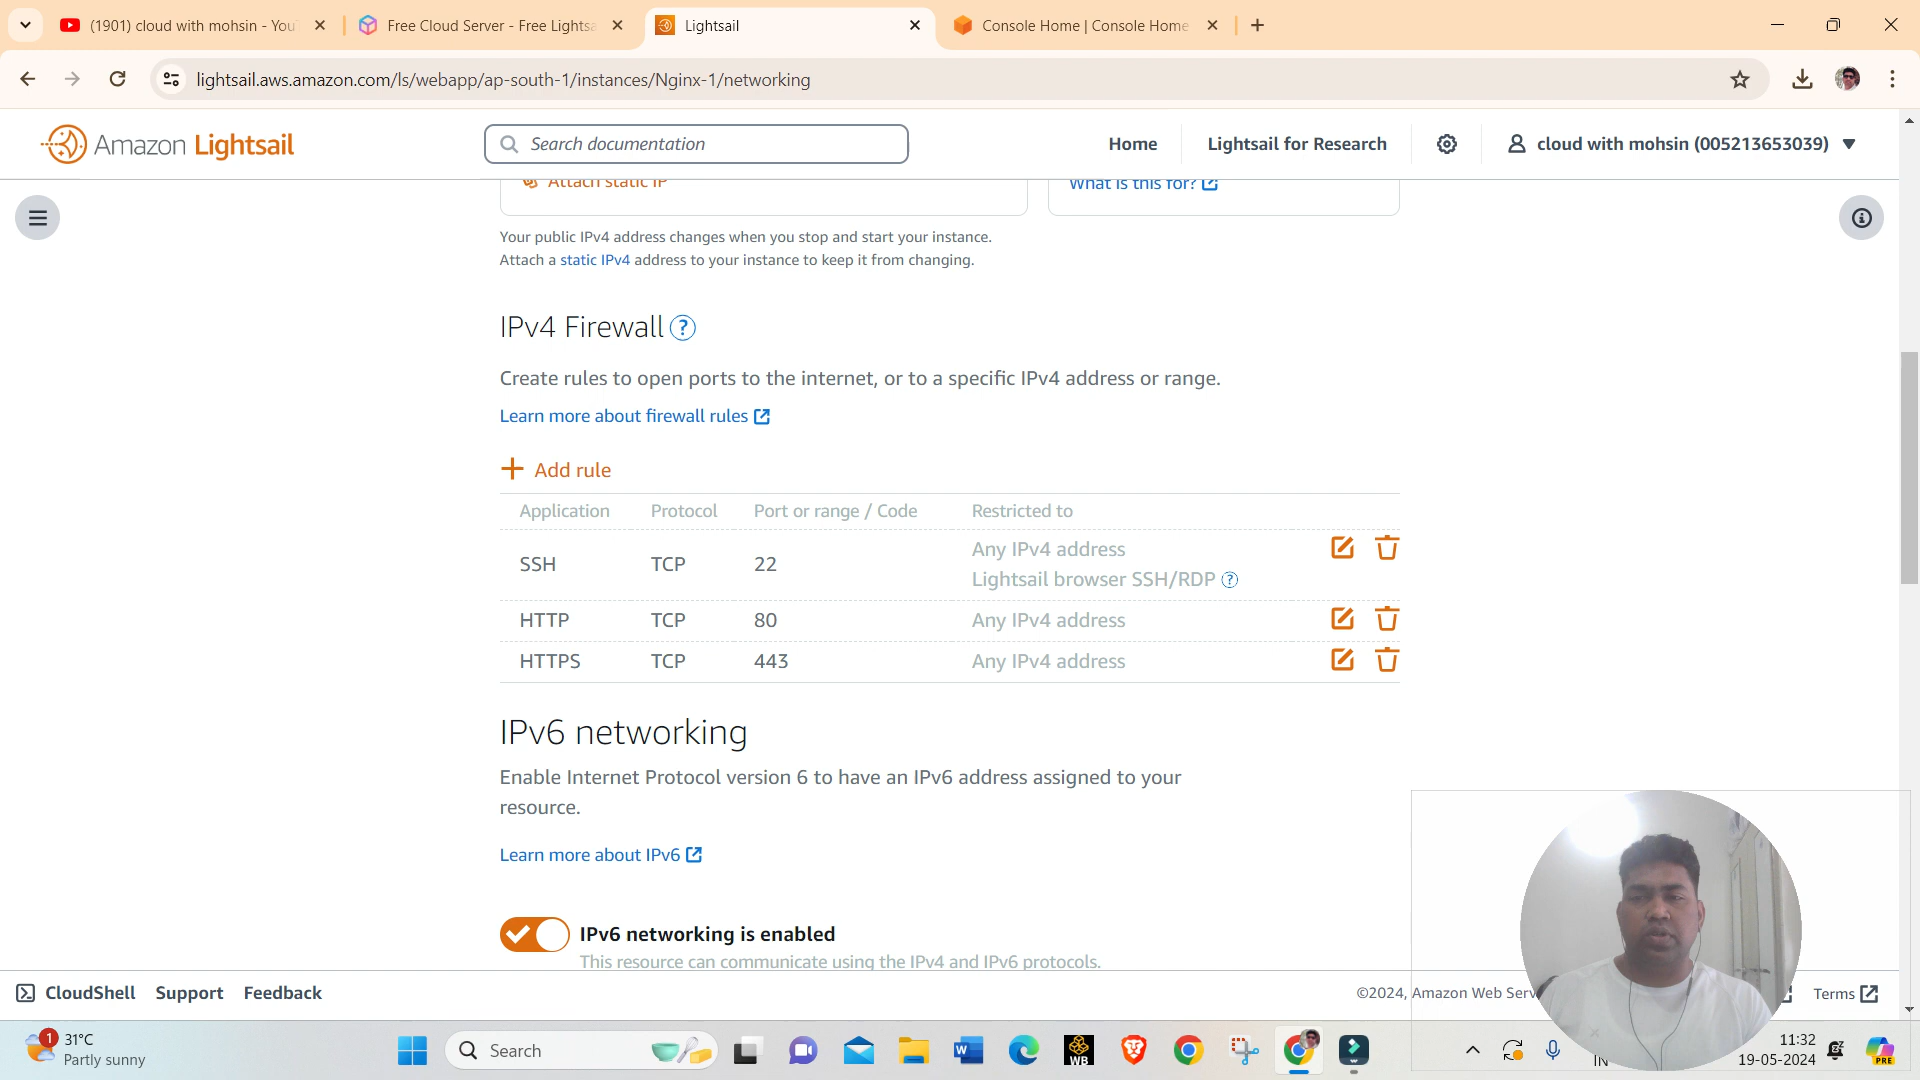 (1901) cloud with mohsin - You
Free Cloud Server - Free Lightsa
Lightsail
Console Home | Console Home
lightsail.aws.amazon.com/ls/webapp/ap-south-1/instances/Nginx-1/networking
Amazon Lightsail
Search documentation
Home
Lightsail for Research
cloud with mohsin (005213653039)
Attach static IP
What is this for?
Your public IPv4 address changes when you stop and start your instance.
Attach a static IPv4 address to your instance to keep it from changing.
IPv4 Firewall ?
Create rules to open ports to the internet, or to a specific IPv4 address or range.
Learn more about firewall rules
+ Add rule
Application Protocol Port or range / Code Restricted to
SSH TCP 22 Any IPv4 address
Lightsail browser SSH/RDP ?
HTTP TCP 80 Any IPv4 address
HTTPS TCP 443 Any IPv4 address
IPv6 networking
Enable Internet Protocol version 6 to have an IPv6 address assigned to your
resource.
Learn more about IPv6
IPv6 networking is enabled
This resource can communicate using the IPv4 and IPv6 protocols.
CloudShell Support Feedback
©2024, Amazon Web Serv
Terms
1
31°C
Partly sunny
Search
W
WB
IN
11:32
19-05-2024
PRE